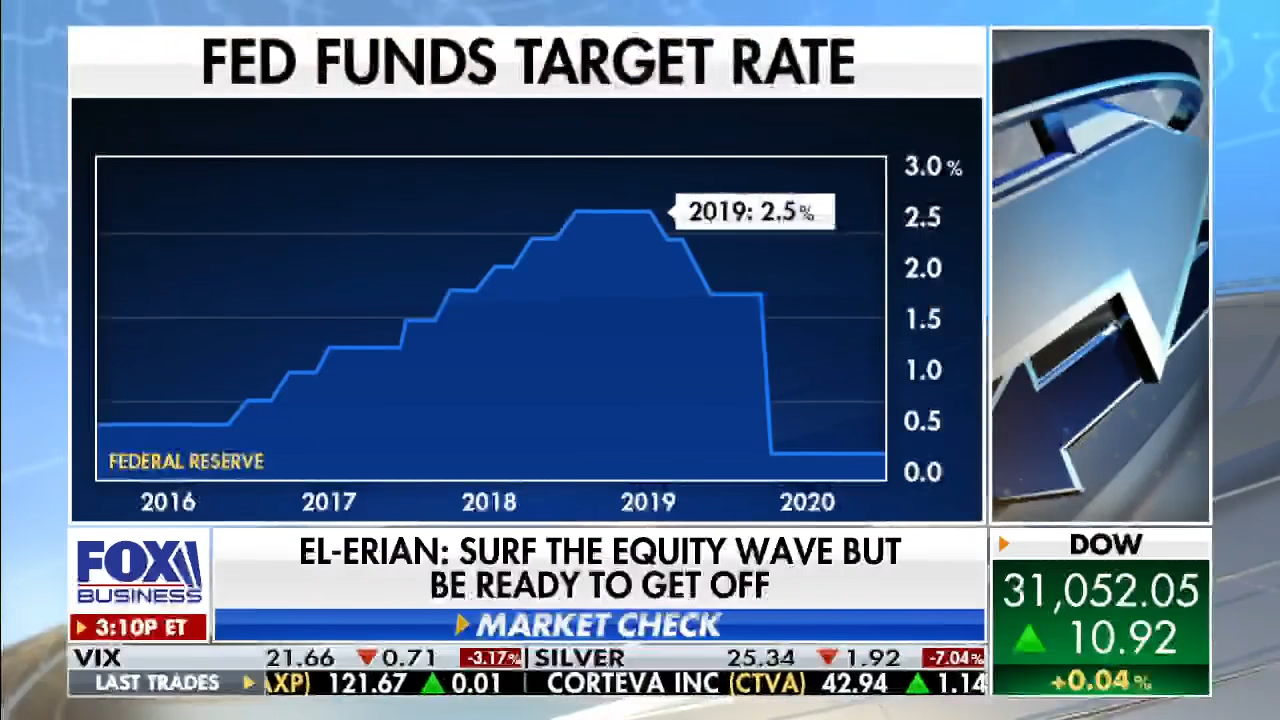 FED FUNDS TARGET RATE
3.0%
2019: 2.5%
2.5
2.0
1.5
1.0
0.5
0.0
FEDERAL RESERVE
2016 2017 2018 2019 2020
FOX
BUSINESS
3:10P ET
EL-ERIAN: SURF THE EQUITY WAVE BUT
BE READY TO GET OFF
MARKET CHECK
DOW
31,052.05
▲ 10.92
+0.04%
VIX 21.66 ▼0.71 -3.17% SILVER 25.34 ▼1.92 -7.04%
LAST TRADES XP) 121.67 ▲0.01 CORTEVA INC (CTVA) 42.94 ▲1.14